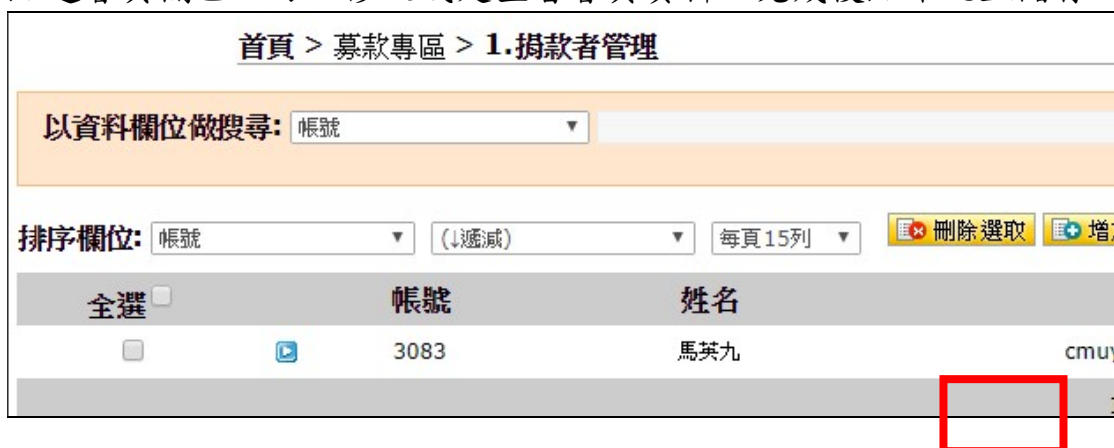 首頁 > 募款專區 > 1.捐款者管理
以資料欄位做搜尋: 帳號
排序欄位: 帳號 (↓遞減) 每頁15列 刪除選取 增
全選 帳號 姓名
3083 馬英九 cmuy